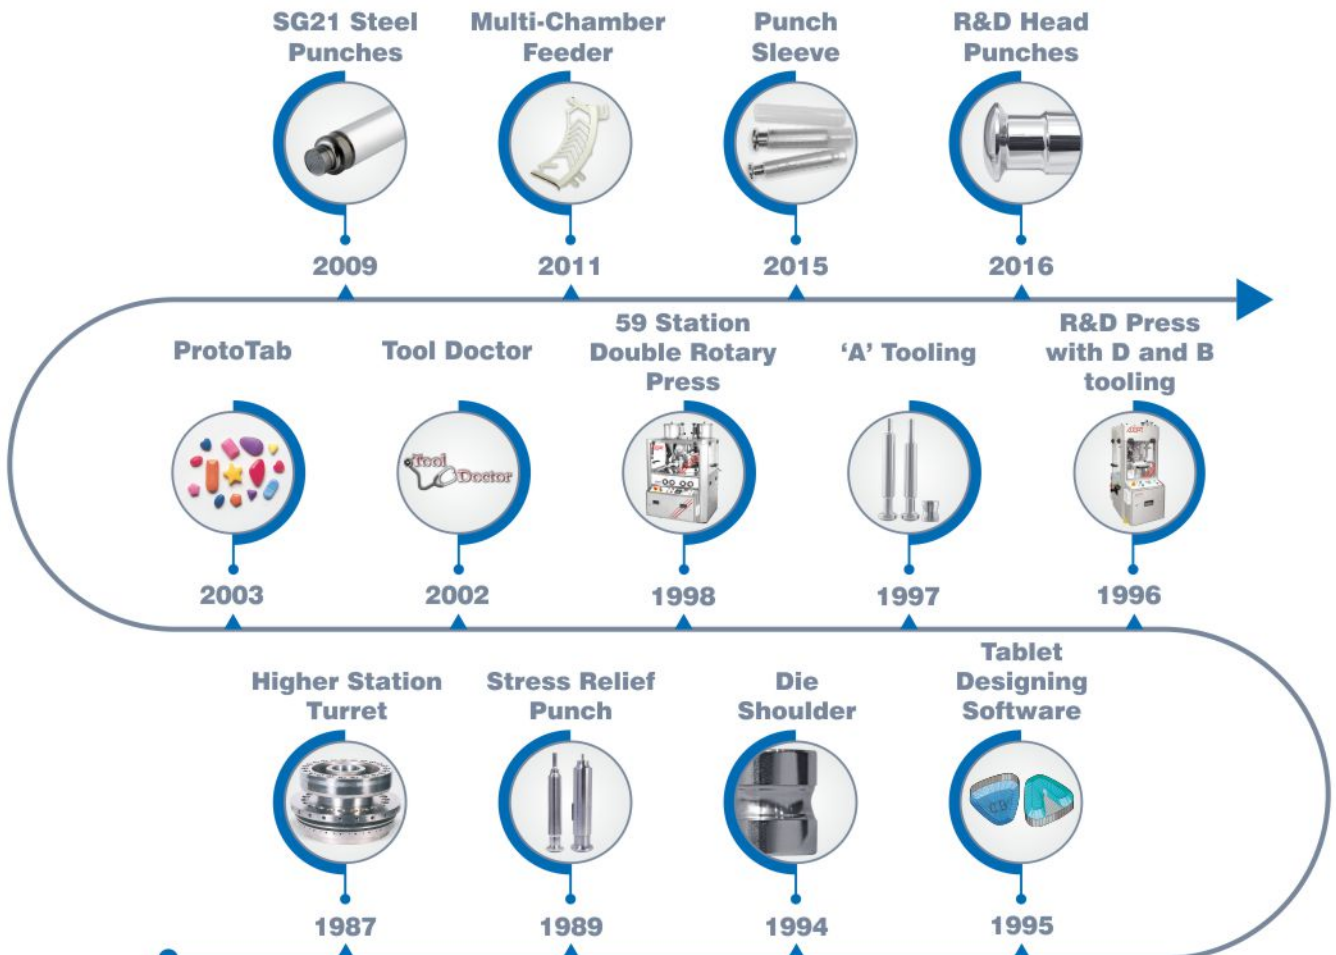 SG21 Steel
Punches
Multi-Chamber
Feeder
Punch
Sleeve
R&D Head
Punches
2009
2011
2015
2016
ProtoTab
Tool Doctor
59 Station
Double Rotary
Press
‘A’ Tooling
R&D Press
with D and B
tooling
Tool
Doctor
2003
2002
1998
1997
1996
Higher Station
Turret
Stress Relief
Punch
Die
Shoulder
Tablet
Designing
Software
1987
1989
1994
1995